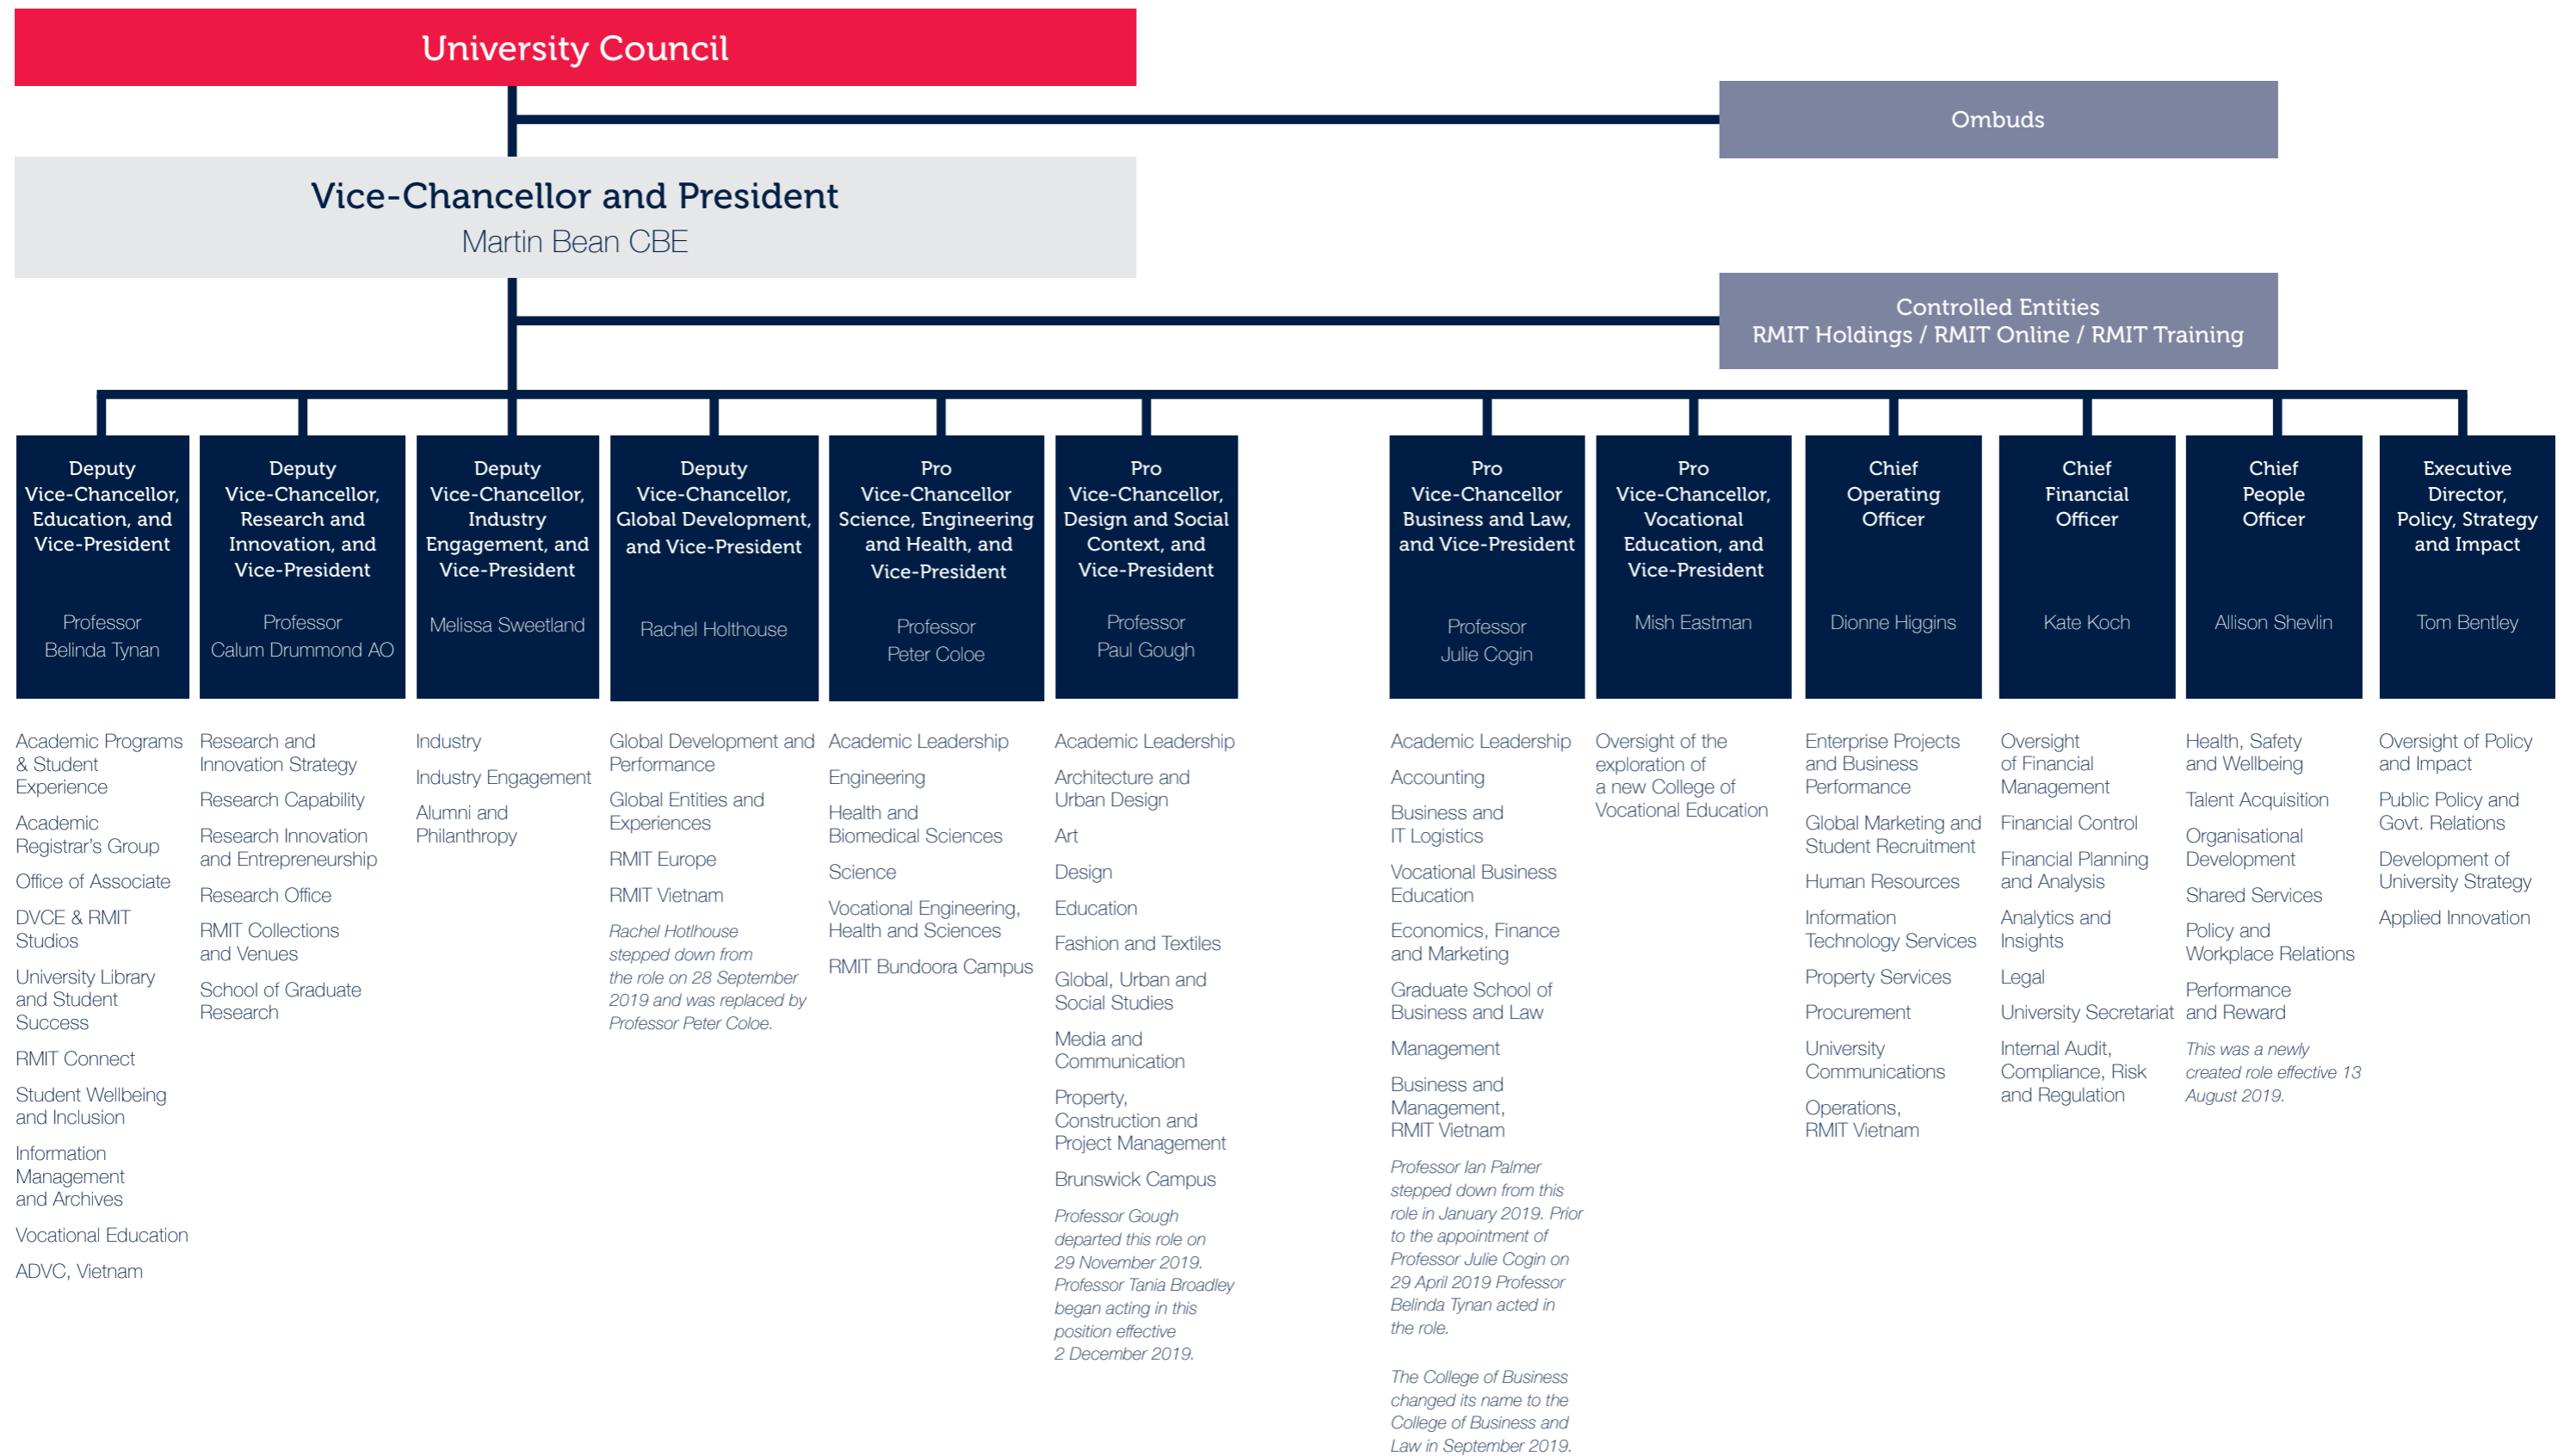 University Council
Ombuds
Vice-Chancellor and President
Martin Bean CBE
Controlled Entities
RMIT Holdings / RMIT Online / RMIT Training
Deputy
Vice-Chancellor,
Education, and
Vice-President
Professor
Belinda Tynan
Academic Programs
& Student
Experience
Academic
Registrar's Group
Office of Associate
DVCE & RMIT
Studios
University Library
and Student
Success
RMIT Connect
Student Wellbeing
and Inclusion
Information
Management
and Archives
Vocational Education
ADVC, Vietnam
Deputy
Vice-Chancellor,
Research and
Innovation, and
Vice-President
Professor
Calum Drummond AO
Research and
Innovation Strategy
Research Capability
Research Innovation
and Entrepreneurship
Research Office
RMIT Collections
and Venues
School of Graduate
Research
Deputy
Vice-Chancellor,
Industry
Engagement, and
Vice-President
Melissa Sweetland
Industry
Industry Engagement
Alumni and
Philanthropy
Deputy
Vice-Chancellor,
Global Development,
and Vice-President
Rachel Holthouse
Global Development and
Performance
Global Entities and
Experiences
RMIT Europe
RMIT Vietnam
Rachel Hotlhouse
stepped down from
the role on 28 September
2019 and was replaced by
Professor Peter Coloe.
Pro
Vice-Chancellor
Science, Engineering
and Health, and
Vice-President
Professor
Peter Coloe
Academic Leadership
Engineering
Health and
Biomedical Sciences
Science
Vocational Engineering,
Health and Sciences
RMIT Bundoora Campus
Pro
Vice-Chancellor,
Design and Social
Context, and
Vice-President
Professor
Paul Gough
Academic Leadership
Architecture and
Urban Design
Art
Design
Education
Fashion and Textiles
Global, Urban and
Social Studies
Media and
Communication
Property,
Construction and
Project Management
Brunswick Campus
Professor Gough
departed this role on
29 November 2019.
Professor Tania Broadley
began acting in this
position effective
2 December 2019.
Pro
Vice-Chancellor
Business and Law,
and Vice-President
Professor
Julie Cogin
Academic Leadership
Accounting
Business and
IT Logistics
Vocational Business
Education
Economics, Finance
and Marketing
Graduate School of
Business and Law
Management
Business and
Management,
RMIT Vietnam
Professor Ian Palmer
stepped down from this
role in January 2019. Prior
to the appointment of
Professor Julie Cogin on
29 April 2019 Professor
Belinda Tynan acted in
the role.
The College of Business
changed its name to the
College of Business and
Law in September 2019.
Pro
Vice-Chancellor,
Vocational
Education, and
Vice-President
Mish Eastman
Oversight of the
exploration of
a new College of
Vocational Education
Chief
Operating
Officer
Dionne Higgins
Enterprise Projects
and Business
Performance
Global Marketing and
Student Recruitment
Human Resources
Information
Technology Services
Property Services
Procurement
University
Communications
Operations,
RMIT Vietnam
Chief
Financial
Officer
Kate Koch
Oversight
of Financial
Management
Financial Control
Financial Planning
and Analysis
Analytics and
Insights
Legal
University Secretariat
Internal Audit,
Compliance, Risk
and Regulation
Chief
People
Officer
Allison Shevlin
Health, Safety
and Wellbeing
Talent Acquisition
Organisational
Development
Shared Services
Policy and
Workplace Relations
Performance
and Reward
This was a newly
created role effective 13
August 2019.
Executive
Director,
Policy, Strategy
and Impact
Tom Bentley
Oversight of Policy
and Impact
Public Policy and
Govt. Relations
Development of
University Strategy
Applied Innovation